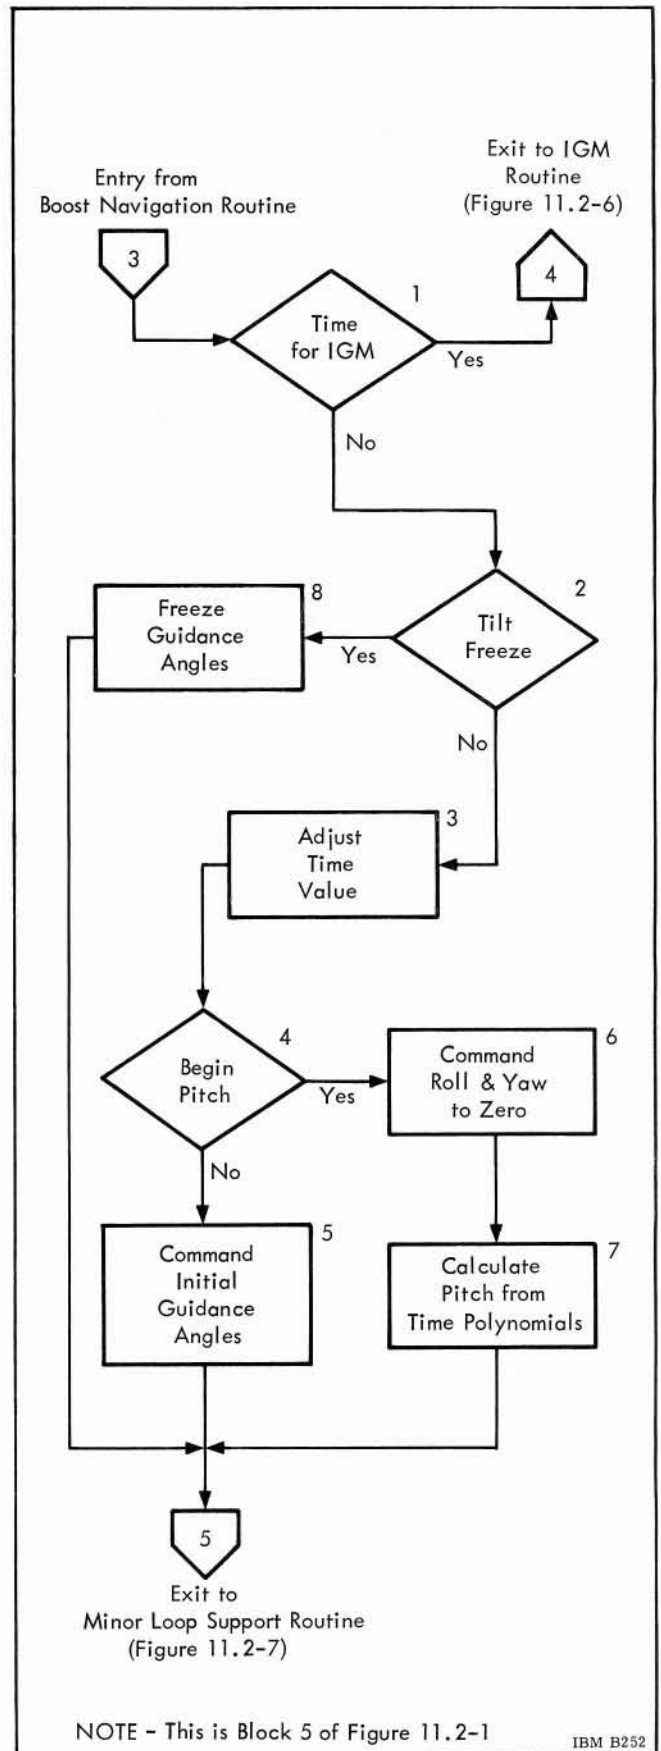 Exit to IGM
Routine
(Figure 11.2-6)
Entry from
Boost Navigation Routine
3
4
1
Time
for IGM
Yes
No
2
Tilt
Freeze
Yes
8
Freeze
Guidance
Angles
No
3
Adjust
Time
Value
4
Begin
Pitch
Yes
6
Command
Roll & Yaw
to Zero
No
5
Command
Initial
Guidance
Angles
7
Calculate
Pitch from
Time Polynomials
5
Exit to
Minor Loop Support Routine
(Figure 11.2-7)
NOTE - This is Block 5 of Figure 11.2-1
IBM B252